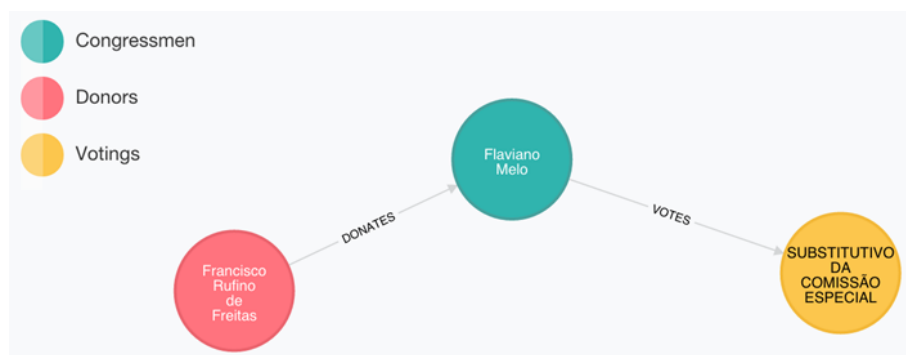 Congressmen
Donors
Votings
Flaviano
Melo
DONATES
VOTES
Francisco
Rufino
de
Freitas
SUBSTITUTIVO
DA
COMISSÃO
ESPECIAL